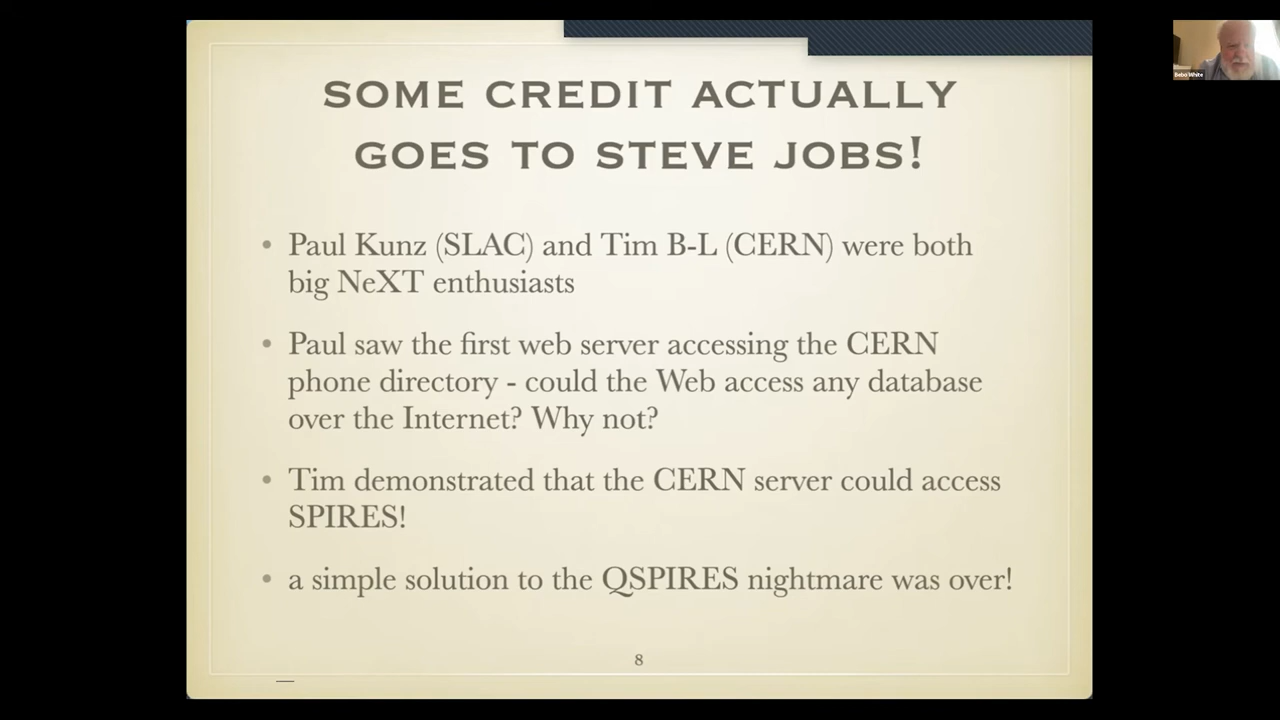 SOME CREDIT ACTUALLY
GOES TO STEVE JOBS!
• Paul Kunz (SLAC) and Tim B-L (CERN) were both
big NeXT enthusiasts
• Paul saw the first web server accessing the CERN
phone directory - could the Web access any database
over the Internet? Why not?
• Tim demonstrated that the CERN server could access
SPIRES!
• a simple solution to the QSPIRES nightmare was over!
8
Bebo White